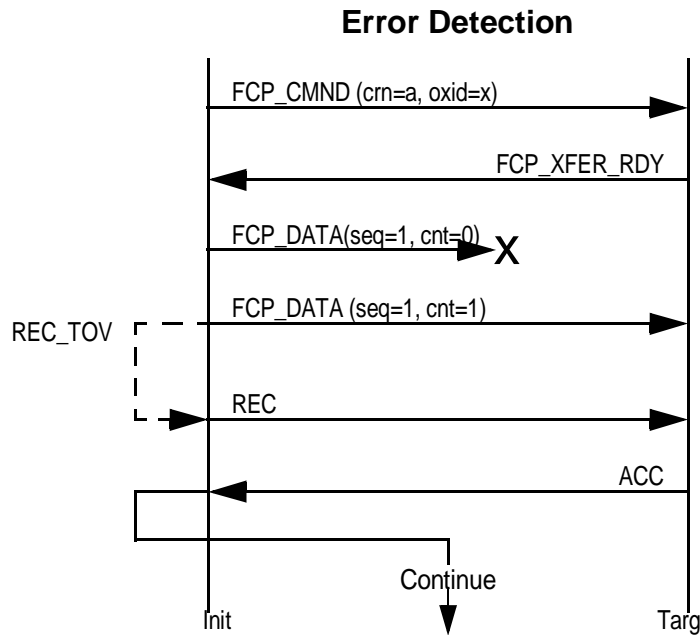 Error Detection
FCP_CMND (crn=a, oxid=x)
FCP_XFER_RDY
FCP_DATA(seq=1, cnt=0)
X
FCP_DATA (seq=1, cnt=1)
REC_TOV
REC
ACC
Continue
Init
Targ